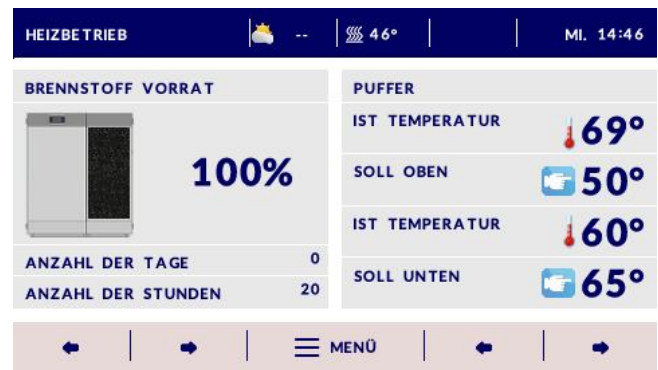 HEIZBETRIEB -- 46° MI. 14:46
BRENNSTOFF VORRAT
100%
ANZAHL DER TAGE 0
ANZAHL DER STUNDEN 20
PUFFER
IST TEMPERATUR 69°
SOLL OBEN 50°
IST TEMPERATUR 60°
SOLL UNTEN 65°
MENÜ